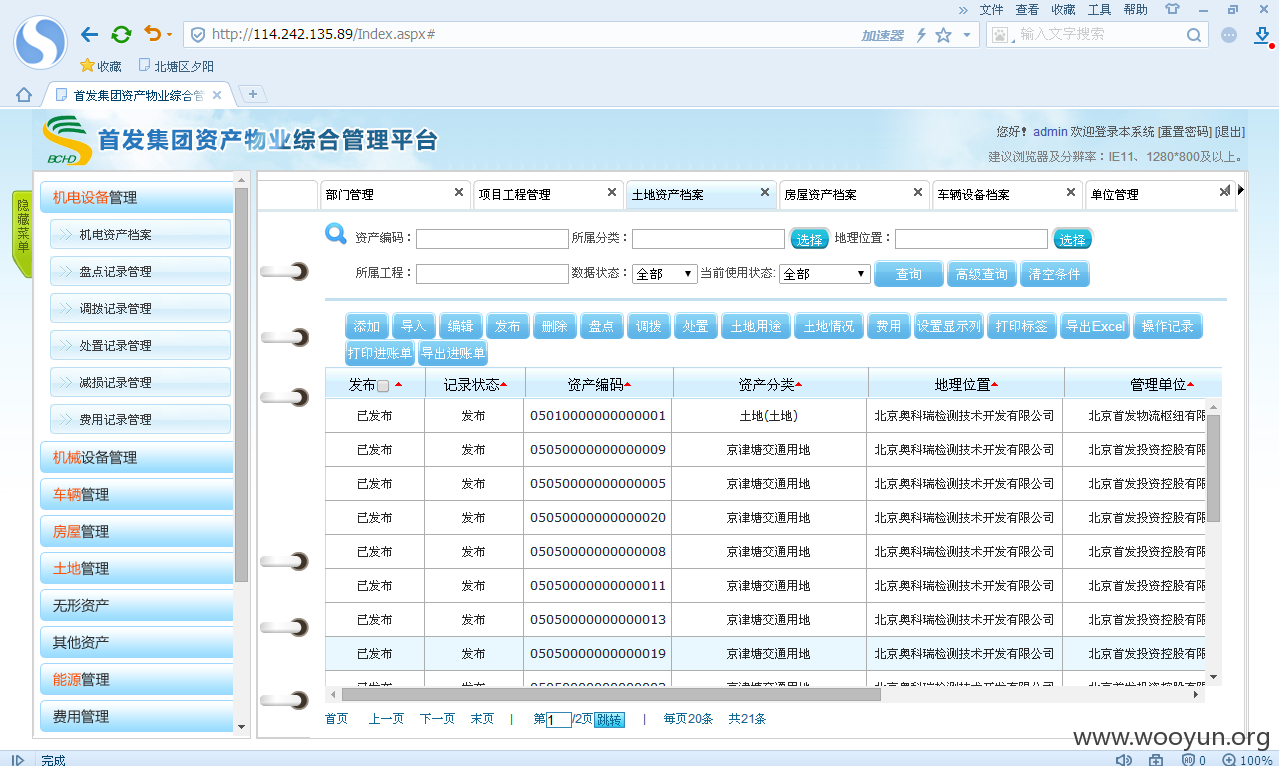 » 文件 查看 收藏 工具 帮助
http://114.242.135.89/Index.aspx# 加速器 输入文字搜索
收藏 北塘区夕阳
首发集团资产物业综合管
BCHD 首发集团资产物业综合管理平台
您好！admin 欢迎登录本系统 [重置密码] [退出]
建议浏览器及分辨率：IE11、1280*800及以上。
隐藏菜单
机电设备管理
机电资产档案
盘点记录管理
调拨记录管理
处置记录管理
减损记录管理
费用记录管理
机械设备管理
车辆管理
房屋管理
土地管理
无形资产
其他资产
能源管理
费用管理
部门管理 项目工程管理 土地资产档案 房屋资产档案 车辆设备档案 单位管理
资产编码： 所属分类： 选择 地理位置： 选择
所属工程： 数据状态：全部 当前使用状态：全部 查询 高级查询 清空条件
添加 导入 编辑 发布 删除 盘点 调拨 处置 土地用途 土地情况 费用 设置显示列 打印标签 导出Excel 操作记录
打印进账单 导出进账单
发布 记录状态 资产编码 资产分类 地理位置 管理单位
已发布 发布 05010000000000001 土地(土地) 北京奥科瑞检测技术开发有限公司 北京首发物流枢纽有限
已发布 发布 05050000000000009 京津塘交通用地 北京奥科瑞检测技术开发有限公司 北京首发投资控股有限
已发布 发布 05050000000000005 京津塘交通用地 北京奥科瑞检测技术开发有限公司 北京首发投资控股有限
已发布 发布 05050000000000020 京津塘交通用地 北京奥科瑞检测技术开发有限公司 北京首发投资控股有限
已发布 发布 05050000000000008 京津塘交通用地 北京奥科瑞检测技术开发有限公司 北京首发投资控股有限
已发布 发布 05050000000000011 京津塘交通用地 北京奥科瑞检测技术开发有限公司 北京首发投资控股有限
已发布 发布 05050000000000013 京津塘交通用地 北京奥科瑞检测技术开发有限公司 北京首发投资控股有限
已发布 发布 05050000000000019 京津塘交通用地 北京奥科瑞检测技术开发有限公司 北京首发投资控股有限
首页 上一页 下一页 末页 | 第1/2页 跳转 | 每页20条 共21条
www.wooyun.org
完成 0 100%